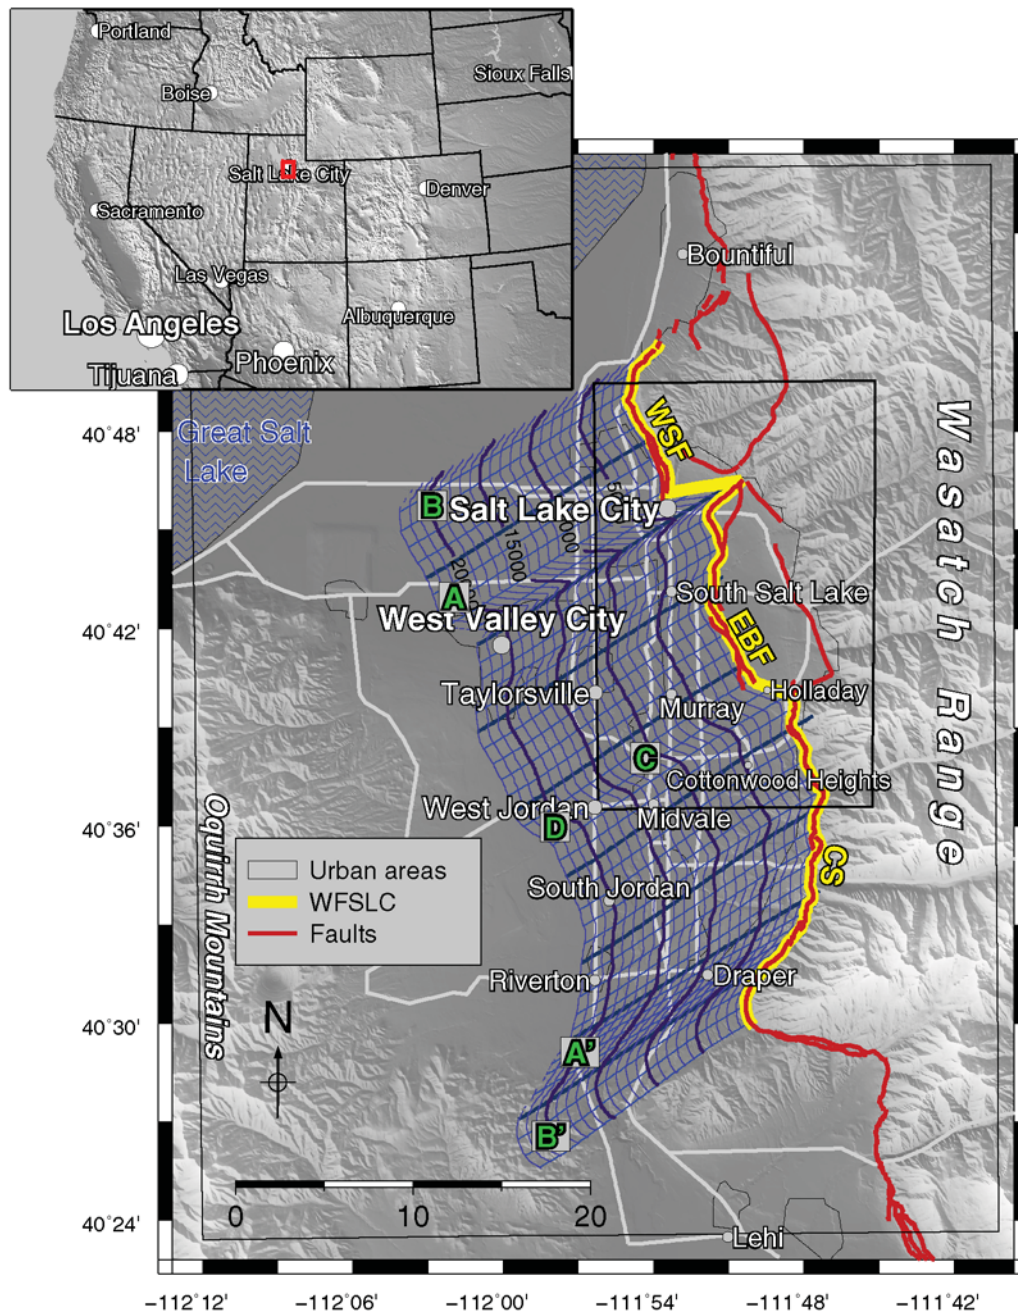 Portland
Sioux Falls
Boise
Salt Lake City
Denver
Sacramento
Las Vegas
Albuquerque
Los Angeles
Phoenix
Tijuana
Bountiful
40°48'
Great Salt
Lake
WSF
Wasatch Range
B
Salt Lake City
15000
A
South Salt Lake
West Valley City
40°42'
EBF
Taylorsville
Holladay
Murray
C
Cottonwood Heights
West Jordan
Midvale
D
40°36'
CS
Oquirrh Mountains
Urban areas
WFSLC
Faults
South Jordan
Riverton
Draper
N
40°30'
A'
B'
0 10 20
40°24'
Lehi
−112°12' −112°06' −112°00' −111°54' −111°48' −111°42'